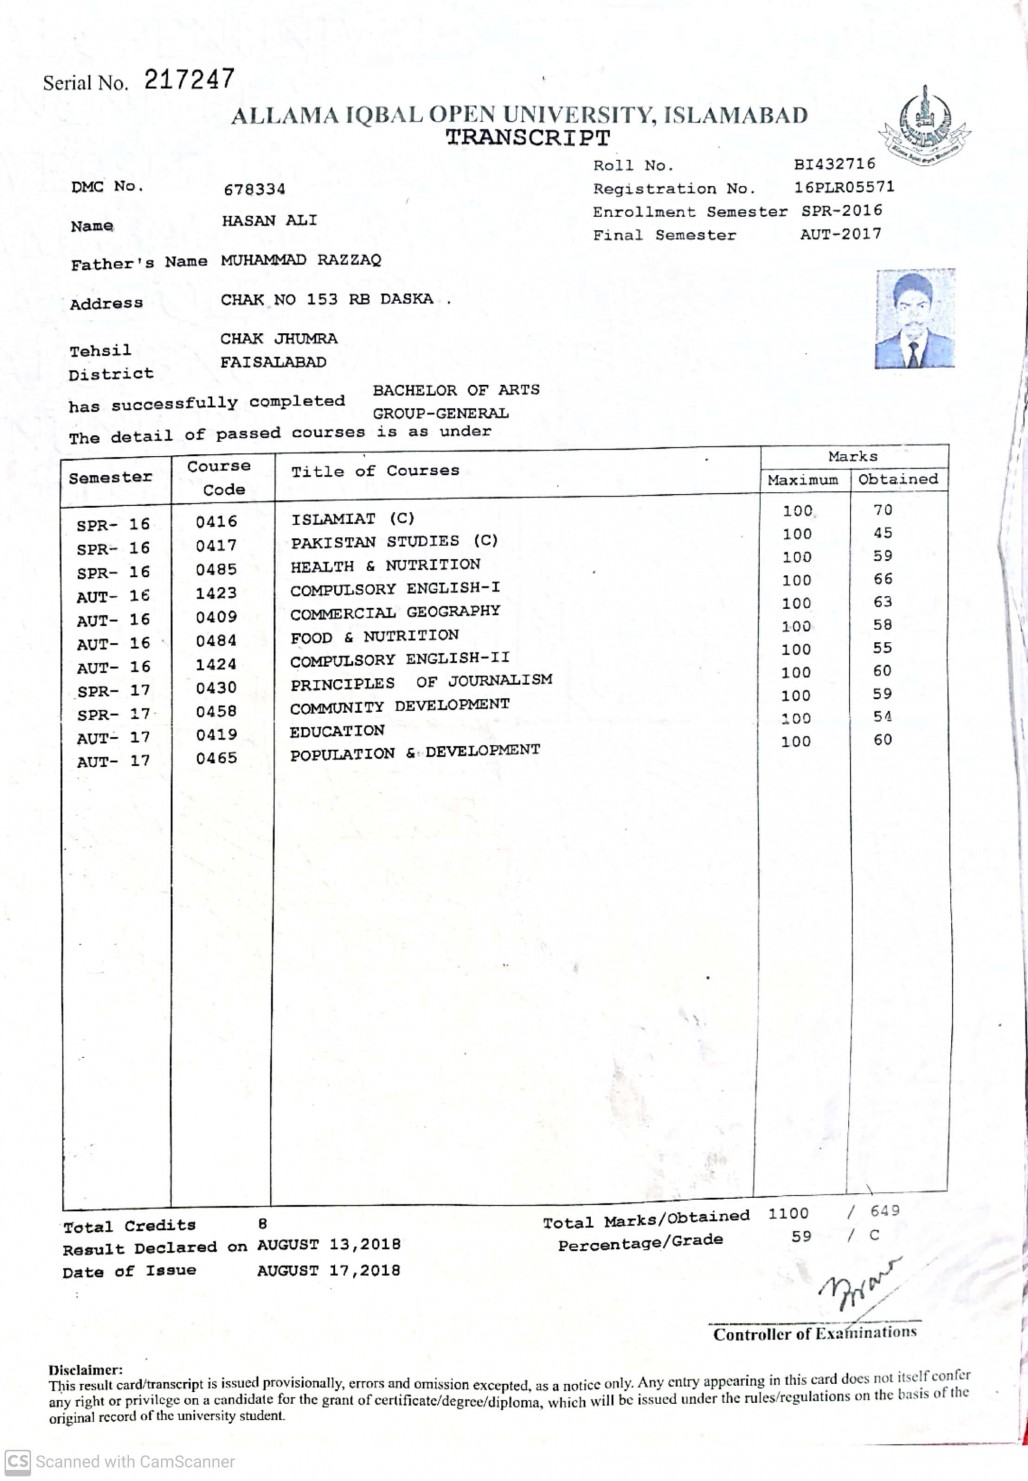 Serial No. 217247
ALLAMA IQBAL OPEN UNIVERSITY, ISLAMABAD
TRANSCRIPT
Roll No. BI432716
DMC No. 678334
Registration No. 16PLR05571
Name HASAN ALI
Enrollment Semester SPR-2016
Final Semester AUT-2017
Father's Name MUHAMMAD RAZZAQ
Address CHAK NO 153 RB DASKA .
CHAK JHUMRA
Tehsil
District FAISALABAD
has successfully completed BACHELOR OF ARTS
GROUP-GENERAL
The detail of passed courses is as under
Semester Course Code Title of Courses Marks
Maximum Obtained
SPR- 16 0416 ISLAMIAT (C) 100 70
SPR- 16 0417 PAKISTAN STUDIES (C) 100 45
SPR- 16 0485 HEALTH & NUTRITION 100 59
AUT- 16 1423 COMPULSORY ENGLISH-I 100 66
AUT- 16 0409 COMMERCIAL GEOGRAPHY 100 63
AUT- 16 0484 FOOD & NUTRITION 100 58
AUT- 16 1424 COMPULSORY ENGLISH-II 100 55
SPR- 17 0430 PRINCIPLES OF JOURNALISM 100 60
SPR- 17 0458 COMMUNITY DEVELOPMENT 100 59
AUT- 17 0419 EDUCATION 100 54
AUT- 17 0465 POPULATION & DEVELOPMENT 100 60
Total Credits 8
Total Marks/Obtained 1100 / 649
Result Declared on AUGUST 13,2018
Percentage/Grade 59 / C
Date of Issue AUGUST 17,2018
Controller of Examinations
Disclaimer:
This result card/transcript is issued provisionally, errors and omission excepted, as a notice only. Any entry appearing in this card does not itself confer
any right or privilege on a candidate for the grant of certificate/degree/diploma, which will be issued under the rules/regulations on the basis of the
original record of the university student.
CS Scanned with CamScanner